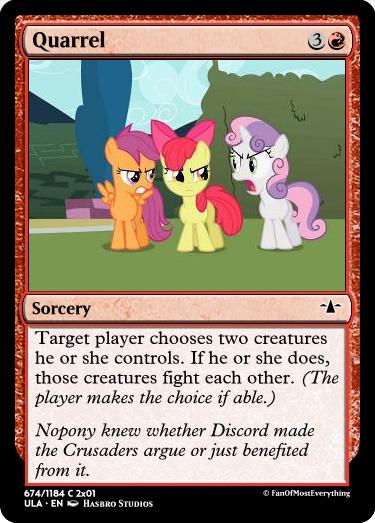 Quarrel 3
Sorcery
Target player chooses two creatures
he or she controls. If he or she does,
those creatures fight each other. (The
player makes the choice if able.)
Nopony knew whether Discord made
the Crusaders argue or just benefited
from it.
674/1184 C 2x01
ULA • EN Hasbro Studios
© FanOfMostEverything